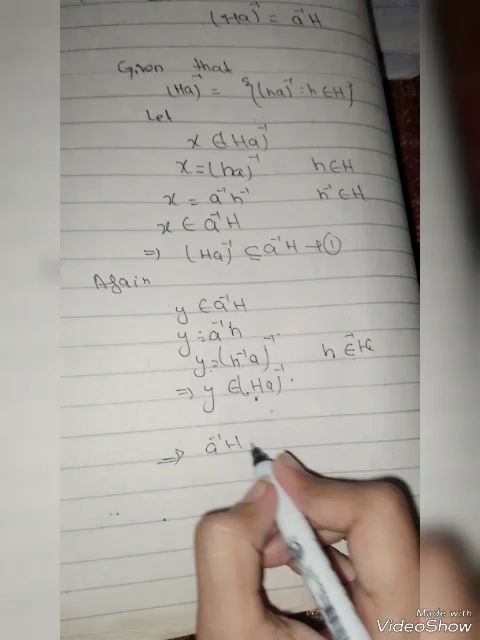 (Ha)⁻¹ = a⁻¹H
Given that
(Ha)⁻¹ = {(ha)⁻¹ : h ∈ H}
Let
x ∈ (Ha)⁻¹
x = (ha)⁻¹ h ∈ H
x = a⁻¹h⁻¹ h⁻¹ ∈ H
x ∈ a⁻¹H
⇒ (Ha)⁻¹ ⊆ a⁻¹H → ①
Again
y ∈ a⁻¹H
y = a⁻¹h
y = (h⁻¹a)⁻¹ h⁻¹ ∈ H
⇒ y ∈ (Ha)⁻¹
⇒ a⁻¹H
Made with
VideoShow